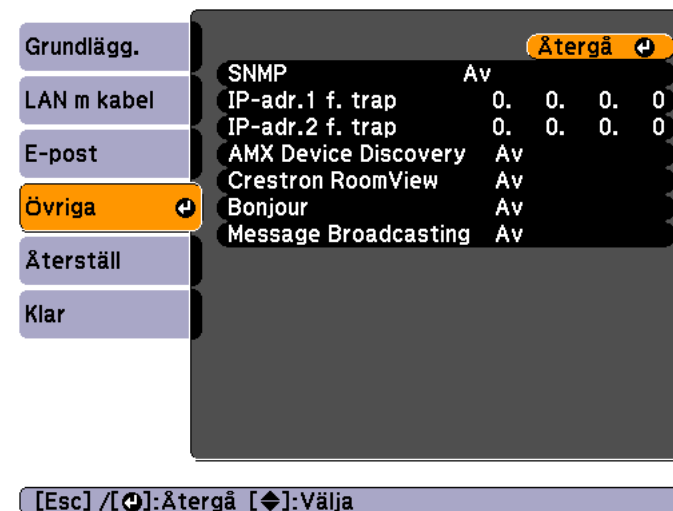 Grundlägg.
LAN m kabel
E-post
Övriga
Återställ
Klar
Återgå
SNMP Av
IP-adr.1 f. trap 0. 0. 0. 0
IP-adr.2 f. trap 0. 0. 0. 0
AMX Device Discovery Av
Crestron RoomView Av
Bonjour Av
Message Broadcasting Av
[Esc] /[⏎]:Återgå [◆]:Välja